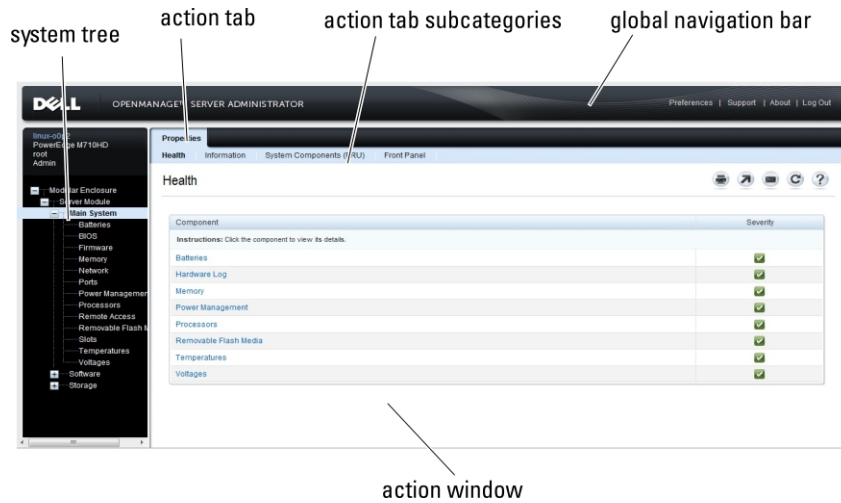 system tree
action tab
action tab subcategories
global navigation bar
DELL
OPENMANAGE™ SERVER ADMINISTRATOR
Preferences | Support | About | Log Out
PowerEdge M710HD
root
Admin
Properties
Health Information System Components (FRU) Front Panel
Modular Enclosure
Server Module
Main System
Batteries
BIOS
Firmware
Memory
Network
Ports
Power Managemen
Processors
Remote Access
Removable Flash M
Slots
Temperatures
Voltages
Software
Storage
Health
?
Component Severity
Instructions: Click the component to view its details.
Batteries
Hardware Log
Memory
Power Management
Processors
Removable Flash Media
Temperatures
Voltages
action window